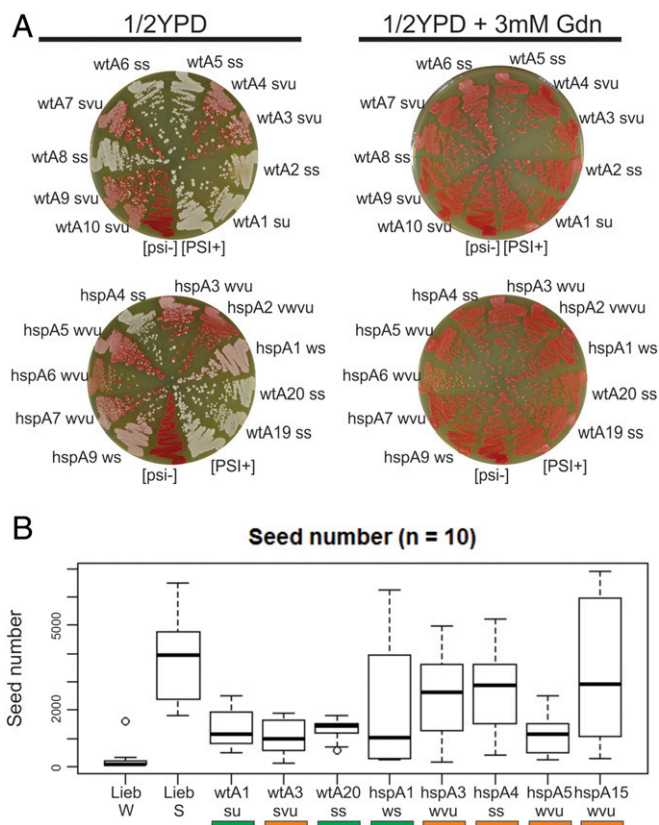 A
1/2YPD
1/2YPD + 3mM Gdn
wtA6 ss
wtA5 ss
wtA4 svu
wtA7 svu
wtA3 svu
wtA8 ss
wtA2 ss
wtA9 svu
wtA1 su
wtA10 svu
[psi-] [PSI+]
wtA6 ss
wtA5 ss
wtA4 svu
wtA7 svu
wtA3 svu
wtA8 ss
wtA2 ss
wtA9 svu
wtA1 su
wtA10 svu
[psi-] [PSI+]
hspA4 ss
hspA3 wvu
hspA2 vwvu
hspA5 wvu
hspA1 ws
hspA6 wvu
wtA20 ss
hspA7 wvu
wtA19 ss
hspA9 ws
[PSI+]
[psi-]
hspA4 ss
hspA3 wvu
hspA2 vwvu
hspA5 wvu
hspA1 ws
hspA6 wvu
wtA20 ss
hspA7 wvu
wtA19 ss
hspA9 ws
[PSI+]
[psi-]
B
Seed number (n = 10)
Seed number
5000
2000
0
Lieb Lieb wtA1 wtA3 wtA20 hspA1 hspA3 hspA4 hspA5 hspA15
W S su svu ss ws wvu ss wvu wvu